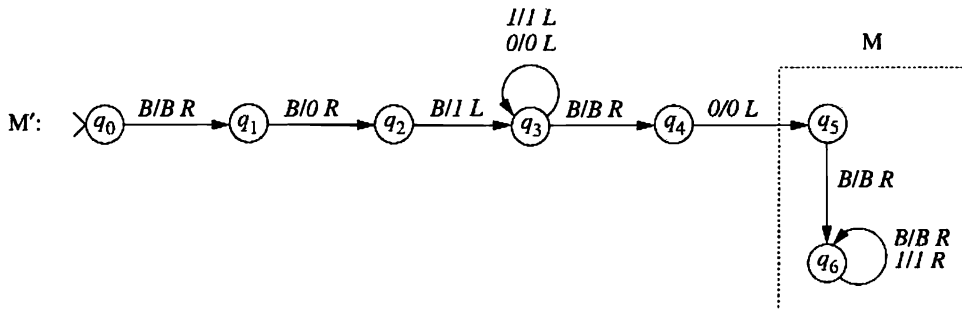 1/1 L
0/0 L
M
M′:
q0
B/B R
q1
B/0 R
q2
B/1 L
q3
B/B R
q4
0/0 L
q5
B/B R
q6
B/B R
1/1 R